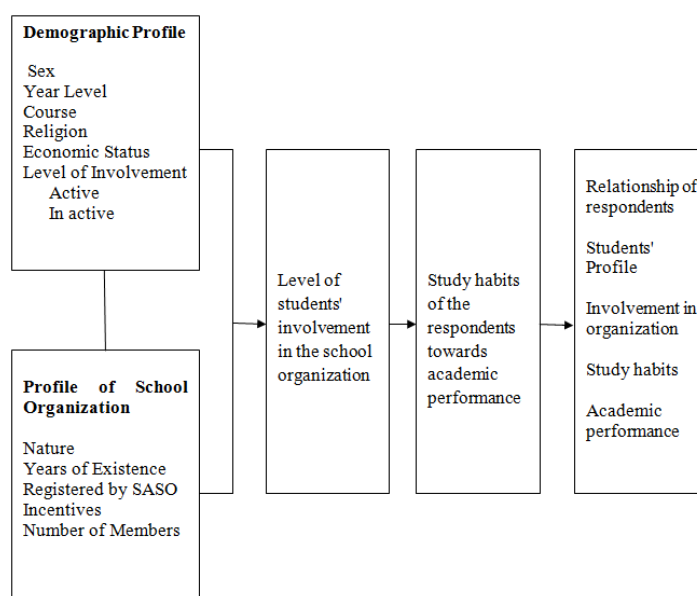 Demographic Profile
Sex
Year Level
Course
Religion
Economic Status
Level of Involvement
Active
In active
Profile of School
Organization
Nature
Years of Existence
Registered by SASO
Incentives
Number of Members
Level of
students'
involvement
in the school
organization
Study habits
of the
respondents
towards
academic
performance
Relationship of
respondents
Students'
Profile
Involvement in
organization
Study habits
Academic
performance